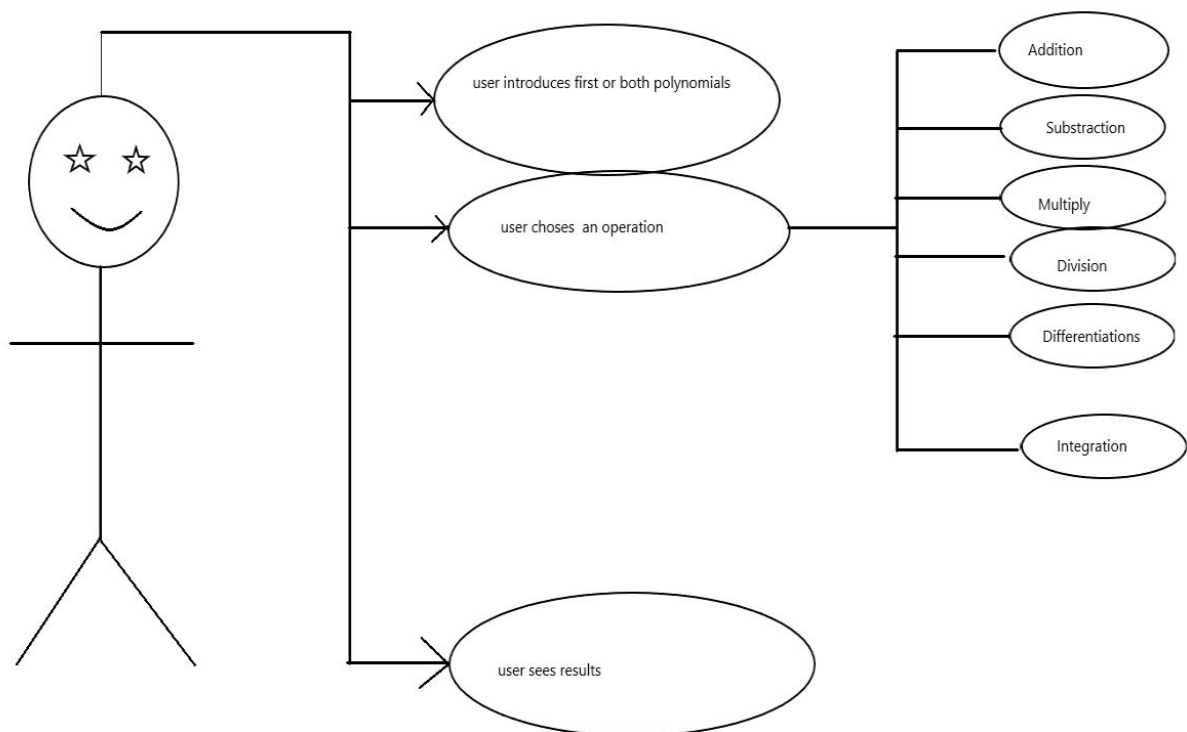 user introduces first or both polynomials
user choses an operation
user sees results
Addition
Substraction
Multiply
Division
Differentiations
Integration